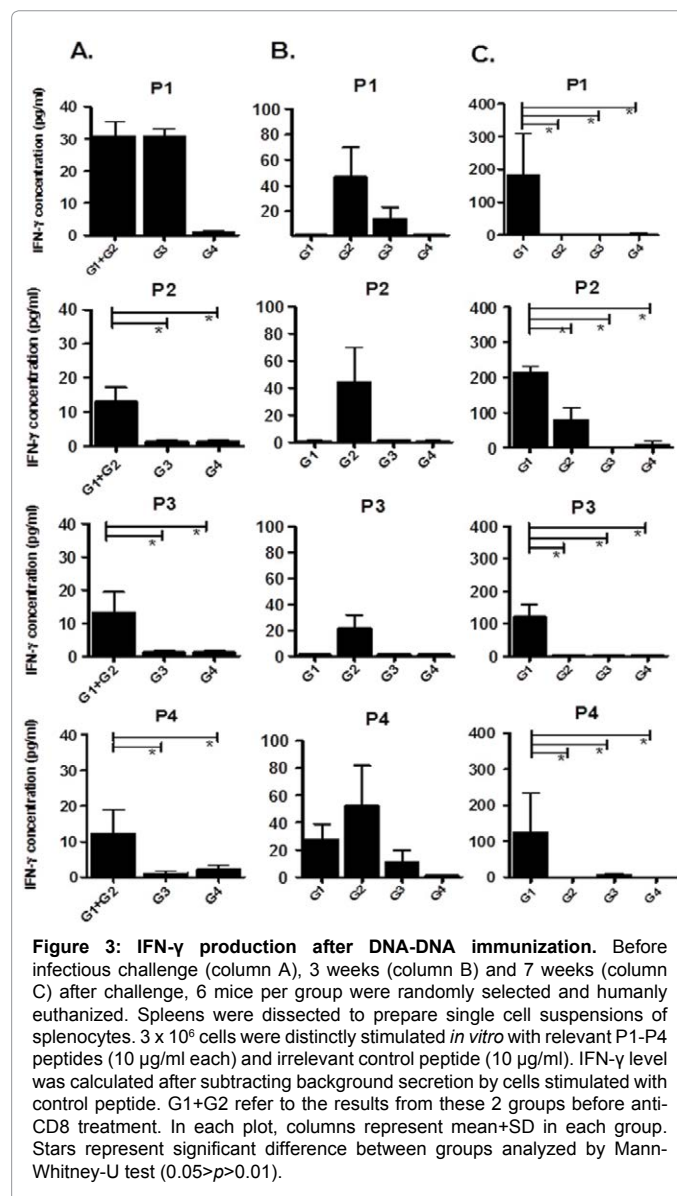 A. B. C.
P1 P1 P1
IFN-γ concentration (pg/ml)
40 30 20 10 0
G1+G2 G3 G4
100 80 60 40 20
G1 G2 G3 G4
400 300 200 100 0
G1 G2 G3 G4
* * *
P2 P2 P2
IFN-γ concentration (pg/ml)
40 30 20 10 0
G1+G2 G3 G4
* *
100 80 60 40 20 0
G1 G2 G3 G4
400 300 200 100 0
G1 G2 G3 G4
* * *
P3 P3 P3
IFN-γ concentration (pg/ml)
40 30 20 10 0
G1+G2 G3 G4
* *
100 80 60 40 20 0
G1 G2 G3 G4
400 300 200 100 0
G1 G2 G3 G4
* * *
P4 P4 P4
IFN-γ concentration (pg/ml)
40 30 20 10 0
G1+G2 G3 G4
* *
100 80 60 40 20 0
G1 G2 G3 G4
400 300 200 100 0
G1 G2 G3 G4
* * *
Figure 3: IFN-γ production after DNA-DNA immunization. Before
infectious challenge (column A), 3 weeks (column B) and 7 weeks (column
C) after challenge, 6 mice per group were randomly selected and humanly
euthanized. Spleens were dissected to prepare single cell suspensions of
splenocytes. 3 x 10⁶ cells were distinctly stimulated in vitro with relevant P1-P4
peptides (10 µg/ml each) and irrelevant control peptide (10 µg/ml). IFN-γ level
was calculated after subtracting background secretion by cells stimulated with
control peptide. G1+G2 refer to the results from these 2 groups before anti-
CD8 treatment. In each plot, columns represent mean+SD in each group.
Stars represent significant difference between groups analyzed by Mann-
Whitney-U test (0.05>p>0.01).